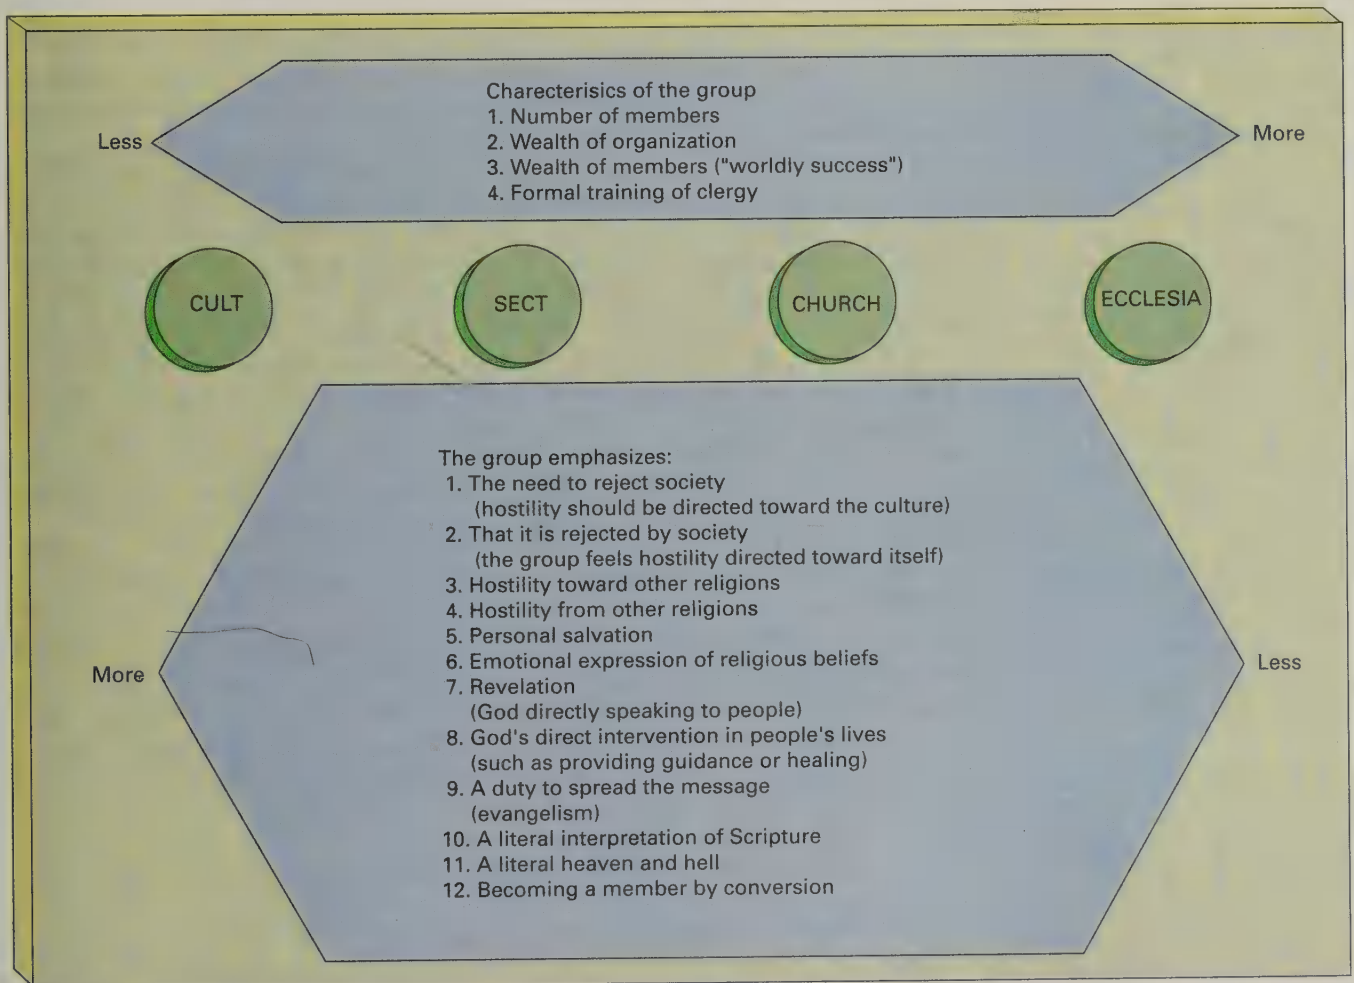 Charecterisics of the group
1. Number of members
2. Wealth of organization
3. Wealth of members ("worldly success")
4. Formal training of clergy
Less
More
CULT
SECT
CHURCH
ECCLESIA
The group emphasizes:
1. The need to reject society
(hostility should be directed toward the culture)
2. That it is rejected by society
(the group feels hostility directed toward itself)
3. Hostility toward other religions
4. Hostility from other religions
5. Personal salvation
6. Emotional expression of religious beliefs
7. Revelation
(God directly speaking to people)
8. God's direct intervention in people's lives
(such as providing guidance or healing)
9. A duty to spread the message
(evangelism)
10. A literal interpretation of Scripture
11. A literal heaven and hell
12. Becoming a member by conversion
More
Less